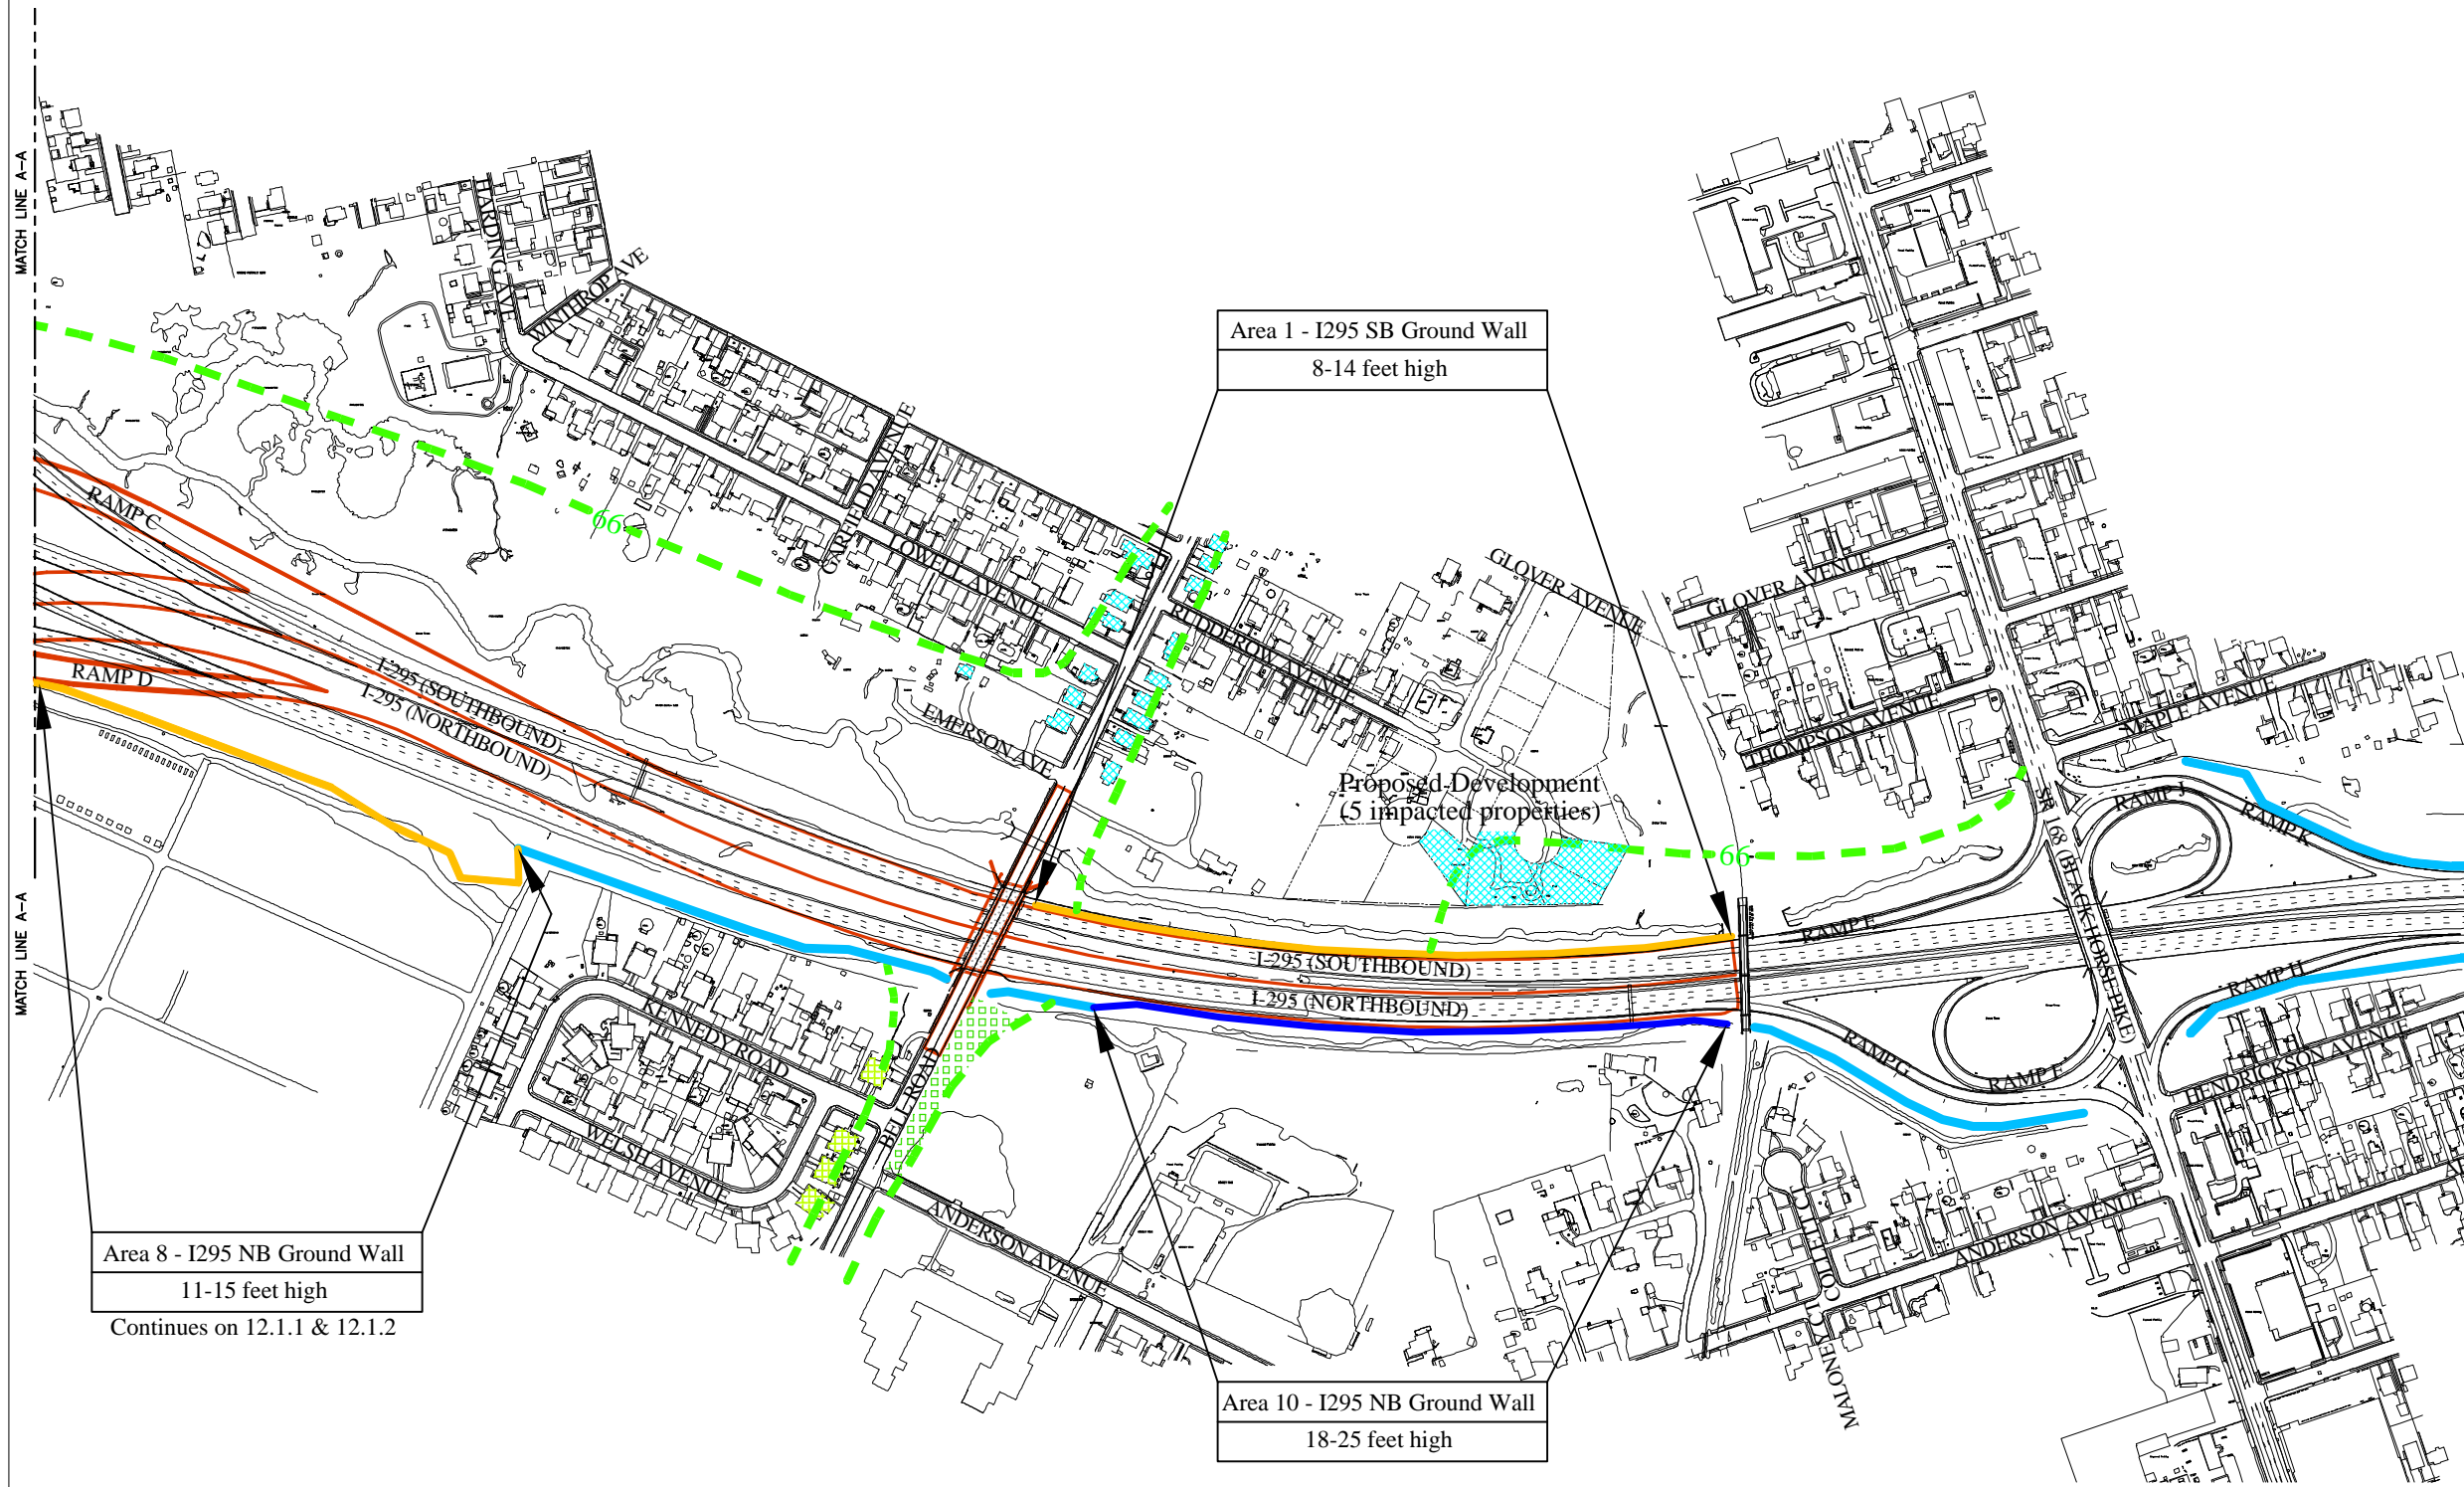 MATCH LINE A-A
MATCH LINE A-A
HARDING AVE
WINTHROP AVE
Area 1 - I295 SB Ground Wall
8-14 feet high
RAMP C
66
GARFIELD AVENUE
LOWELL AVENUE
RUDDEROW AVENUE
GLOVER AVENUE
GLOVER AVENUE
RAMP D
I-295 (SOUTHBOUND)
I-295 (NORTHBOUND)
EMERSON AVE
THOMPSON AVENUE
MAPLE AVENUE
Proposed Development
(5 impacted properties)
66
SR 168 (BLACK HORSE PIKE)
RAMP J
RAMP K
RAMP E
I-295 (SOUTHBOUND)
I-295 (NORTHBOUND)
RAMP H
KENNEDY ROAD
BELL ROAD
RAMP G
RAMP F
HENDRICKSON AVENUE
WELSH AVENUE
ANDERSON AVENUE
ANDERSON AVENUE
COLLEDGE CT
MALONEY
Area 8 - I295 NB Ground Wall
11-15 feet high
Continues on 12.1.1 & 12.1.2
Area 10 - I295 NB Ground Wall
18-25 feet high